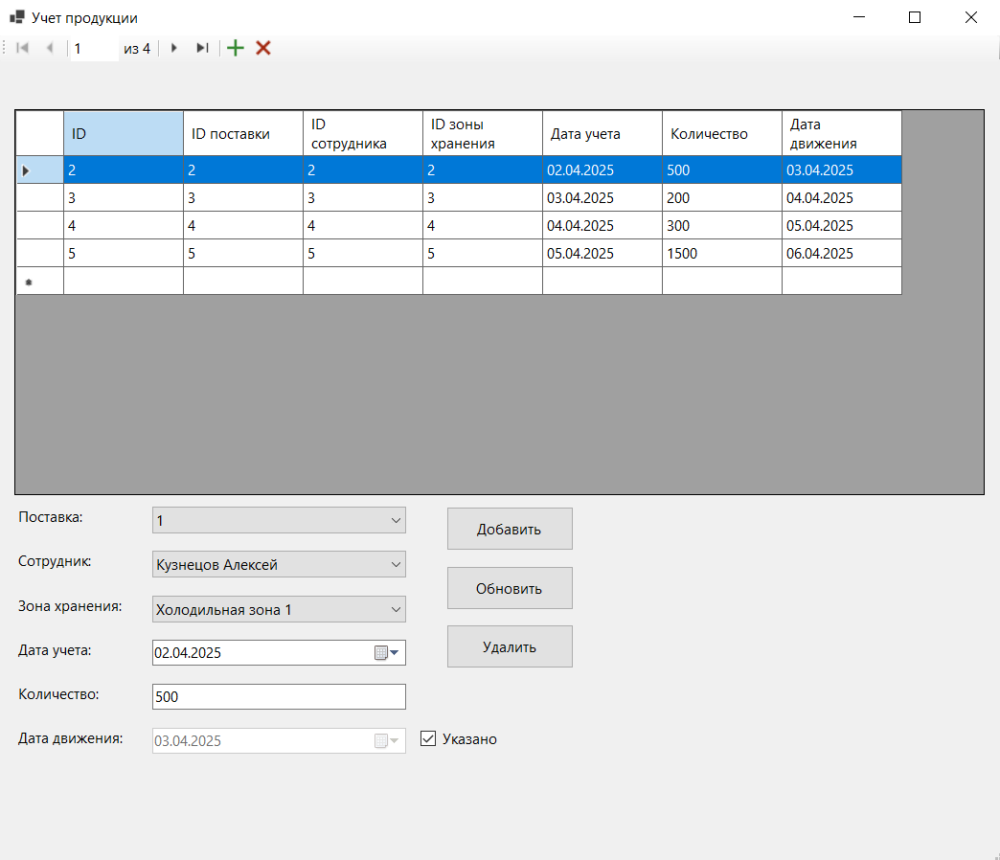 Учет продукции
1 из 4
ID ID поставки ID сотрудника ID зоны хранения Дата учета Количество Дата движения
2 2 2 2 02.04.2025 500 03.04.2025
3 3 3 3 03.04.2025 200 04.04.2025
4 4 4 4 04.04.2025 300 05.04.2025
5 5 5 5 05.04.2025 1500 06.04.2025
Поставка: 1
Добавить
Сотрудник: Кузнецов Алексей
Обновить
Зона хранения: Холодильная зона 1
Дата учета: 02.04.2025
Удалить
Количество: 500
Дата движения: 03.04.2025 Указано